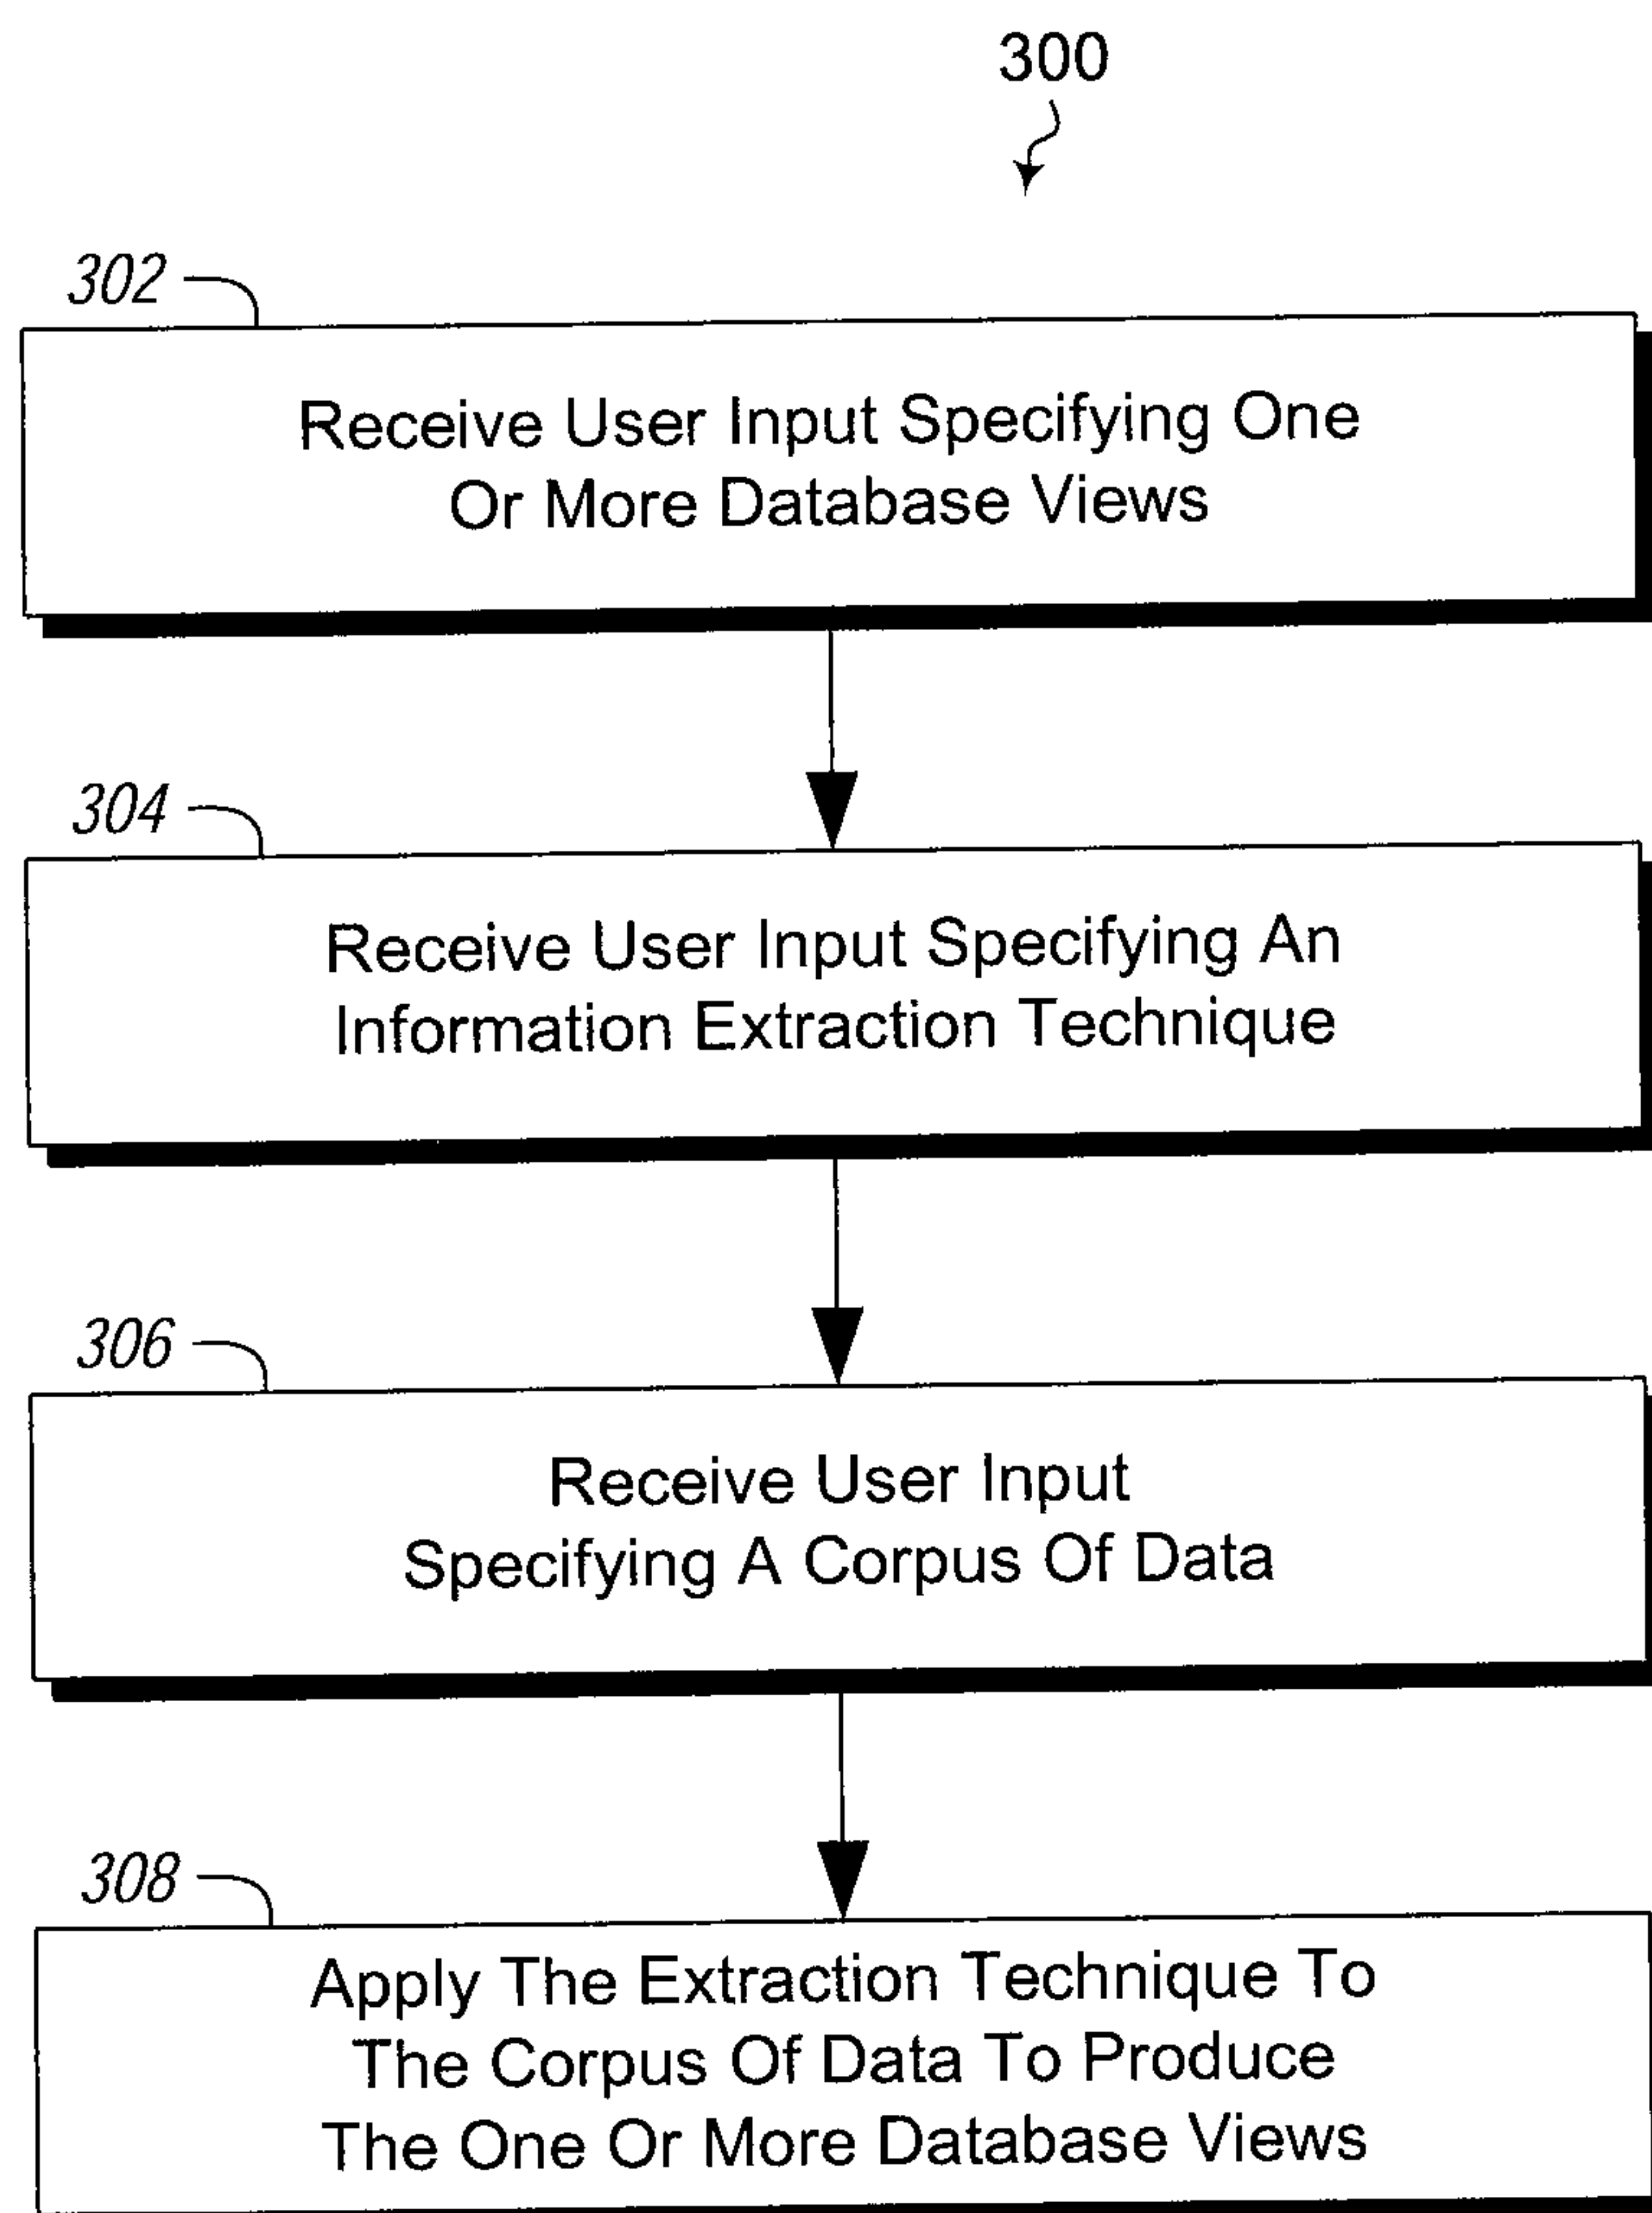 300
302
Receive User Input Specifying One
Or More Database Views
304
Receive User Input Specifying An
Information Extraction Technique
306
Receive User Input
Specifying A Corpus Of Data
308
Apply The Extraction Technique To
The Corpus Of Data To Produce
The One Or More Database Views